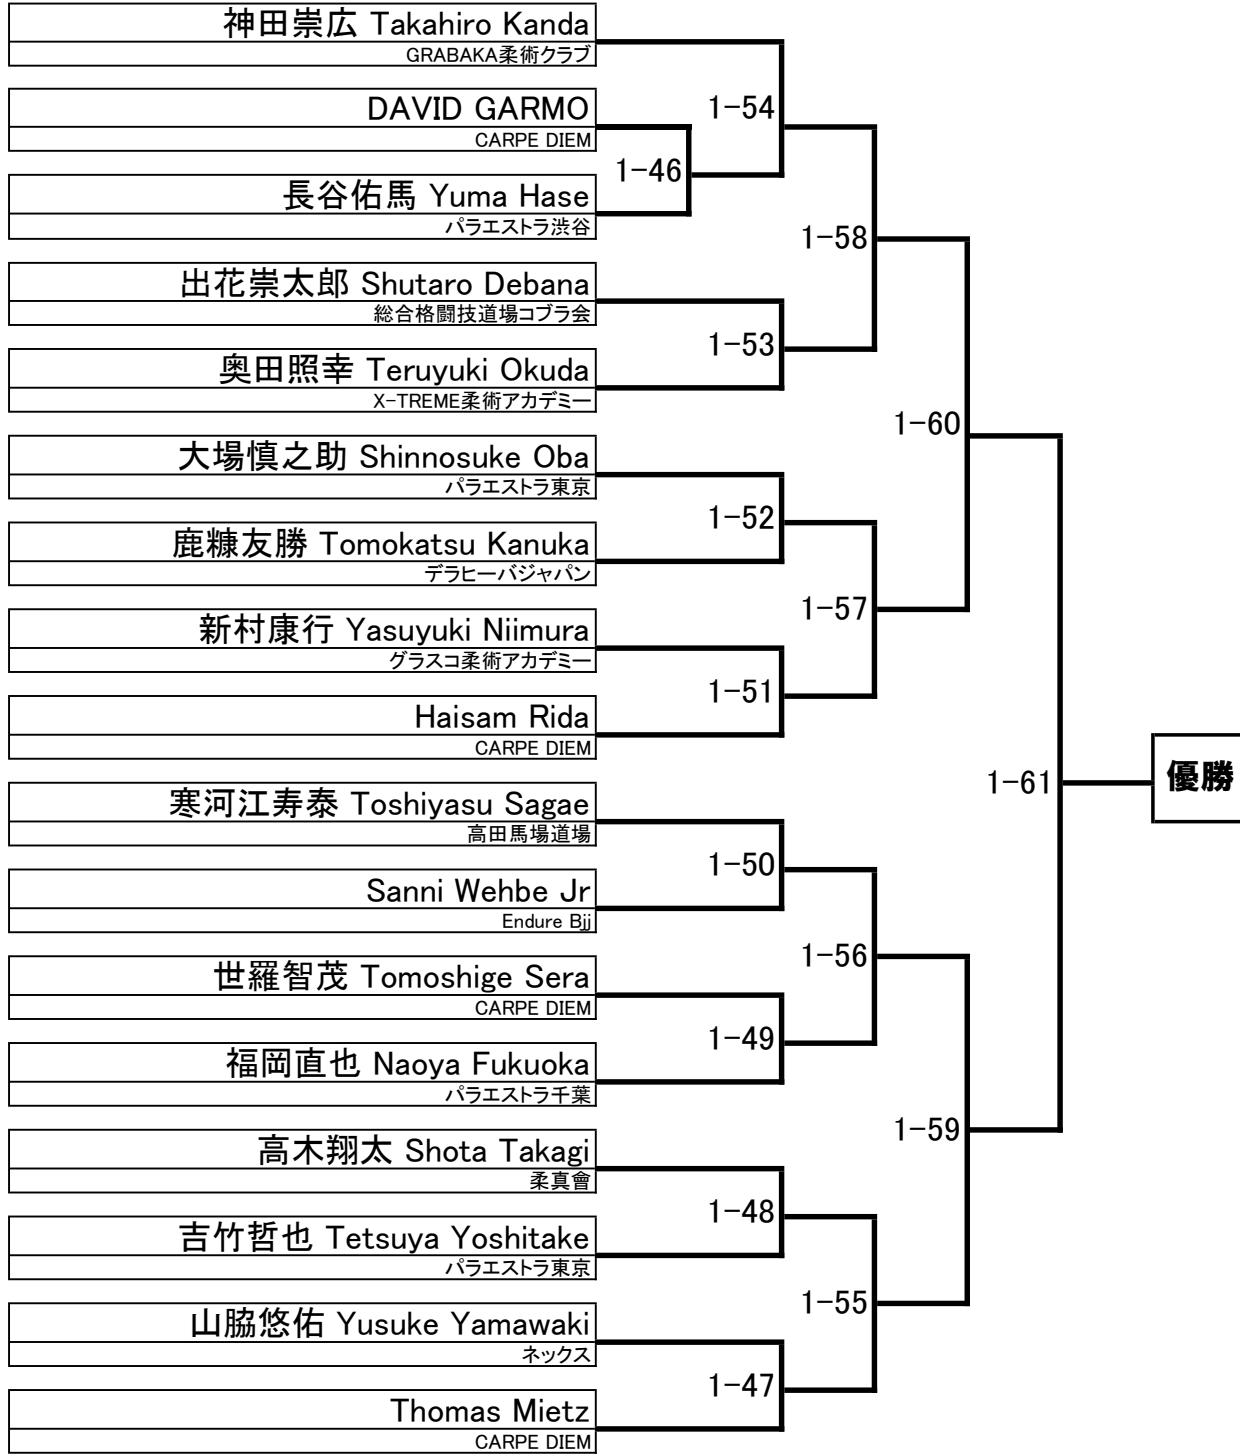 神田崇広 Takahiro Kanda
GRABAKA柔術クラブ
DAVID GARMO
CARPE DIEM
長谷佑馬 Yuma Hase
パラエストラ渋谷
出花崇太郎 Shutaro Debana
総合格闘技道場コブラ会
奥田照幸 Teruyuki Okuda
X-TREME柔術アカデミー
大場慎之助 Shinnosuke Oba
パラエストラ東京
鹿糠友勝 Tomokatsu Kanuka
デラヒーバジャパン
新村康行 Yasuyuki Niimura
グラスコ柔術アカデミー
Haisam Rida
CARPE DIEM
寒河江寿泰 Toshiyasu Sagae
高田馬場道場
Sanni Wehbe Jr
Endure Bjj
世羅智茂 Tomoshige Sera
CARPE DIEM
福岡直也 Naoya Fukuoka
パラエストラ千葉
高木翔太 Shota Takagi
柔真會
吉竹哲也 Tetsuya Yoshitake
パラエストラ東京
山脇悠佑 Yusuke Yamawaki
ネックス
Thomas Mietz
CARPE DIEM
1-46
1-54
1-53
1-52
1-51
1-50
1-49
1-48
1-47
1-58
1-57
1-56
1-55
1-60
1-59
1-61
優勝